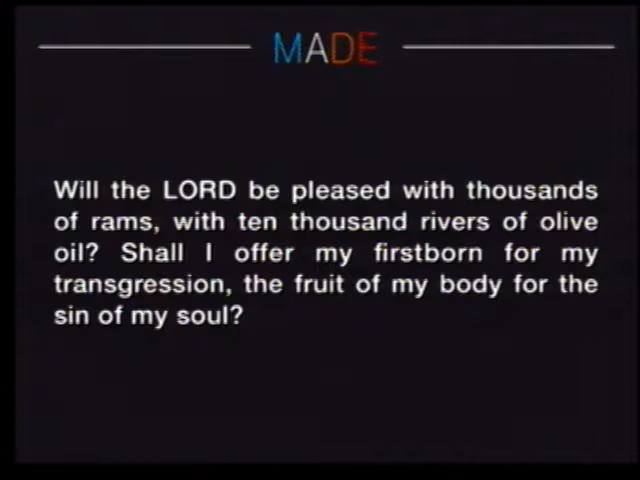 MADE
Will the LORD be pleased with thousands
of rams, with ten thousand rivers of olive
oil? Shall I offer my firstborn for my
transgression, the fruit of my body for the
sin of my soul?